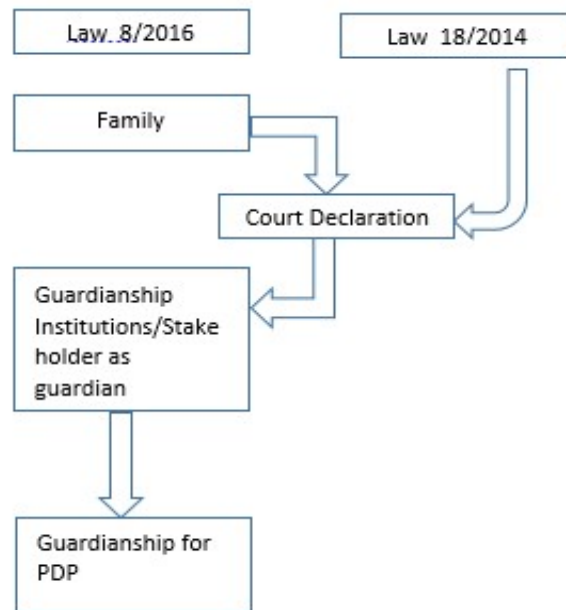 Law 8/2016
Law 18/2014
Family
Court Declaration
Guardianship
Institutions/Stake
holder as
guardian
Guardianship for
PDP